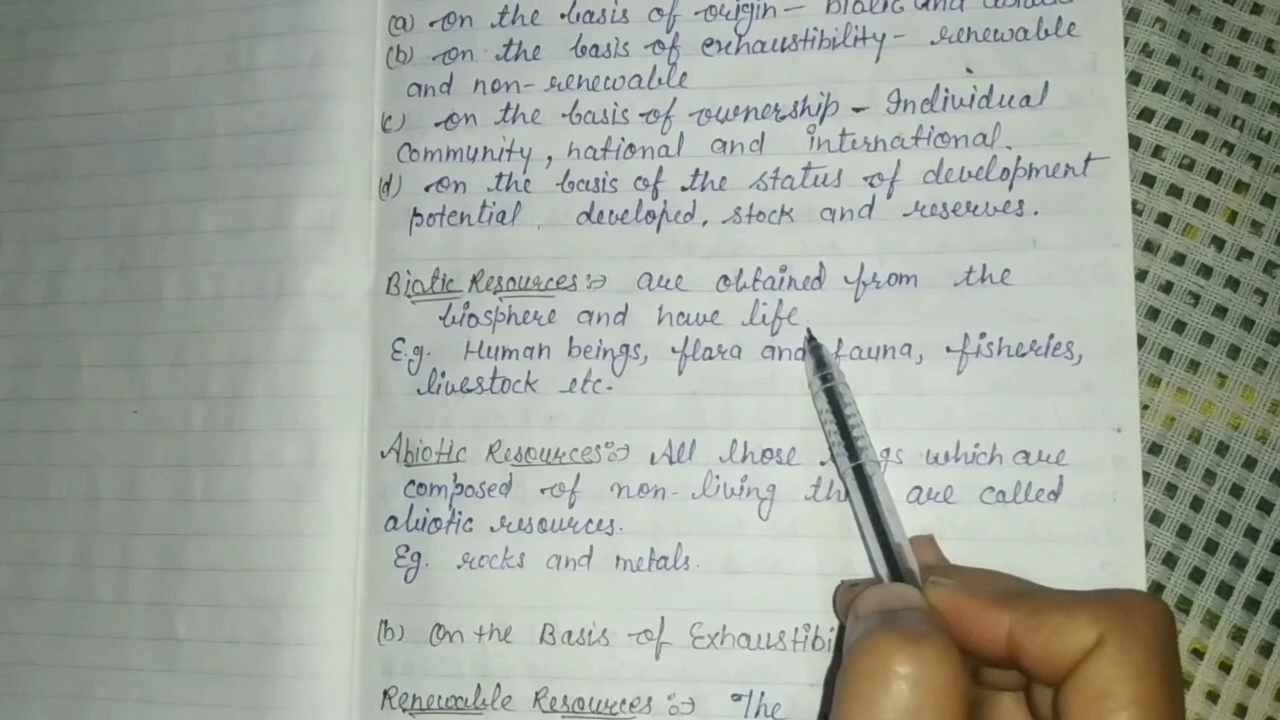 (a) on the basis of origin - biotic and
(b) on the basis of exhaustibility - renewable
and non-renewable
(c) on the basis of ownership - Individual
community, national and international.
(d) on the basis of the status of development
potential, developed, stock and reserves.
Biotic Resources:→ are obtained from the
biosphere and have life.
E.g. Human beings, flara and fauna, fisheries,
livestock etc.
Abiotic Resources:→ All those which are
composed of non-living are called
abiotic resources.
Eg. rocks and metals.
(b) On the Basis of
Renewable Resources:→ The